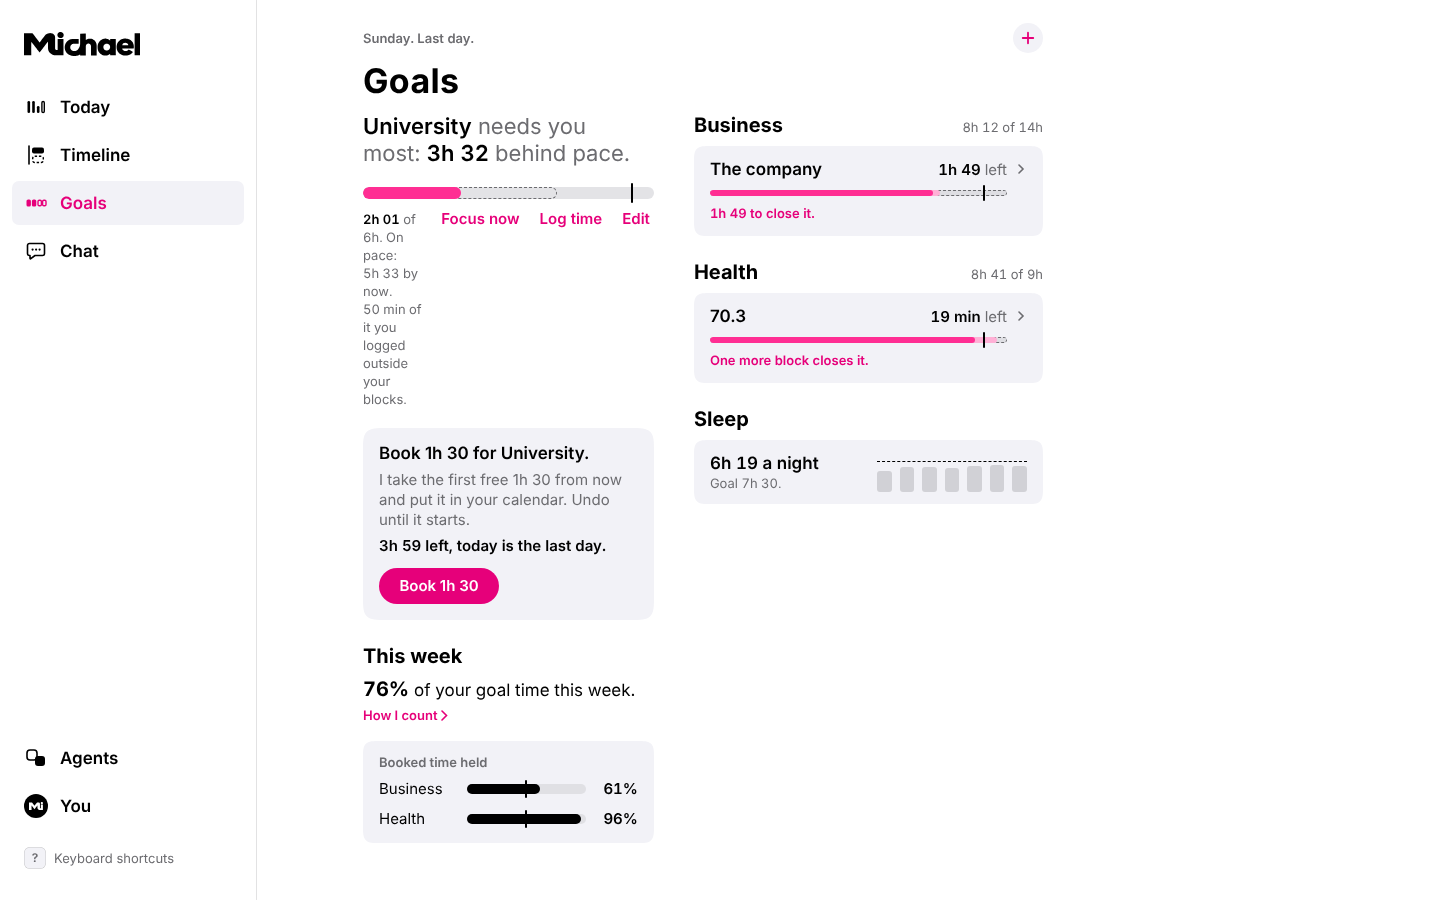 Michael
Today
Timeline
Goals
Chat
Agents
Mi
You
?
Keyboard shortcuts
Sunday. Last day.
Goals
University needs you
most: 3h 32 behind pace.
2h 01 of
6h. On
pace:
5h 33 by
now.
50 min of
it you
logged
outside
your
blocks.
Focus now
Log time
Edit
Book 1h 30 for University.
I take the first free 1h 30 from now
and put it in your calendar. Undo
until it starts.
3h 59 left, today is the last day.
Book 1h 30
This week
76% of your goal time this week.
How I count
Booked time held
Business 61%
Health 96%
Business 8h 12 of 14h
The company 1h 49 left
1h 49 to close it.
Health 8h 41 of 9h
70.3 19 min left
One more block closes it.
Sleep
6h 19 a night
Goal 7h 30.